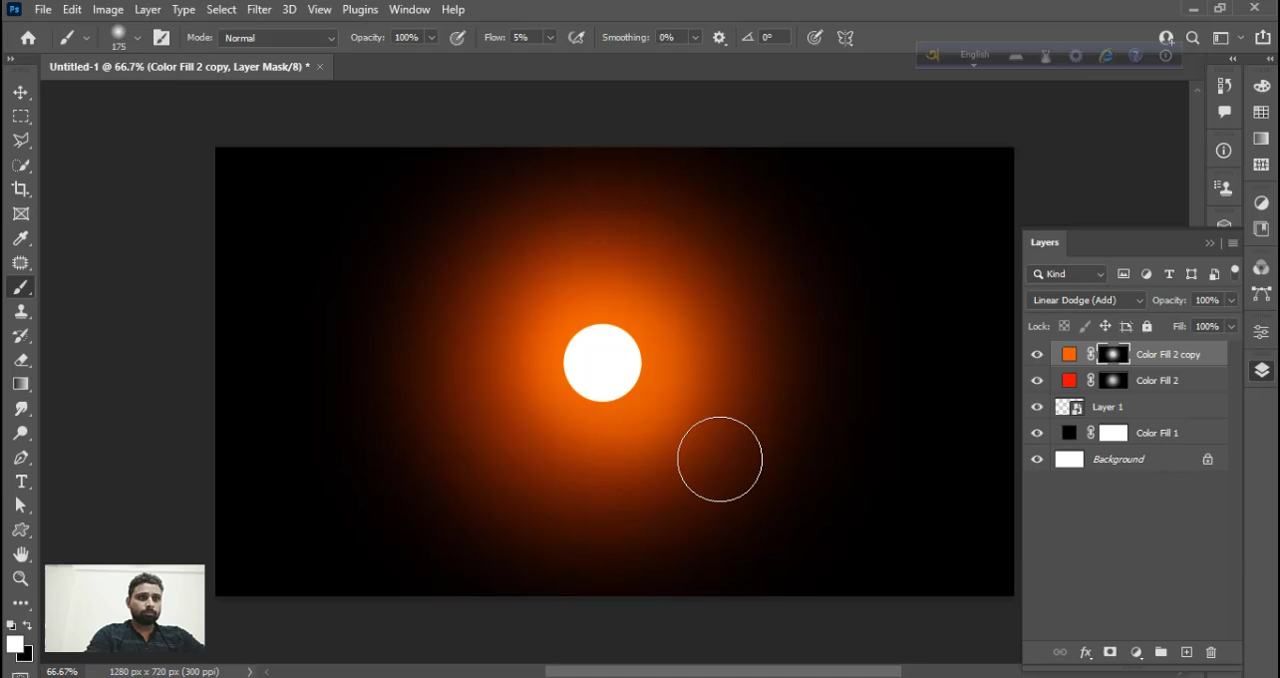 Ps File Edit Image Layer Type Select Filter 3D View Plugins Window Help
175 Mode: Normal Opacity: 100% Flow: 5% Smoothing: 0% 0°
Untitled-1 @ 66.7% (Color Fill 2 copy, Layer Mask/8) * ×
English
Layers
Kind
Linear Dodge (Add) Opacity: 100%
Lock: Fill: 100%
Color Fill 2 copy
Color Fill 2
Layer 1
Color Fill 1
Background
66.67% 1280 px x 720 px (300 ppi)